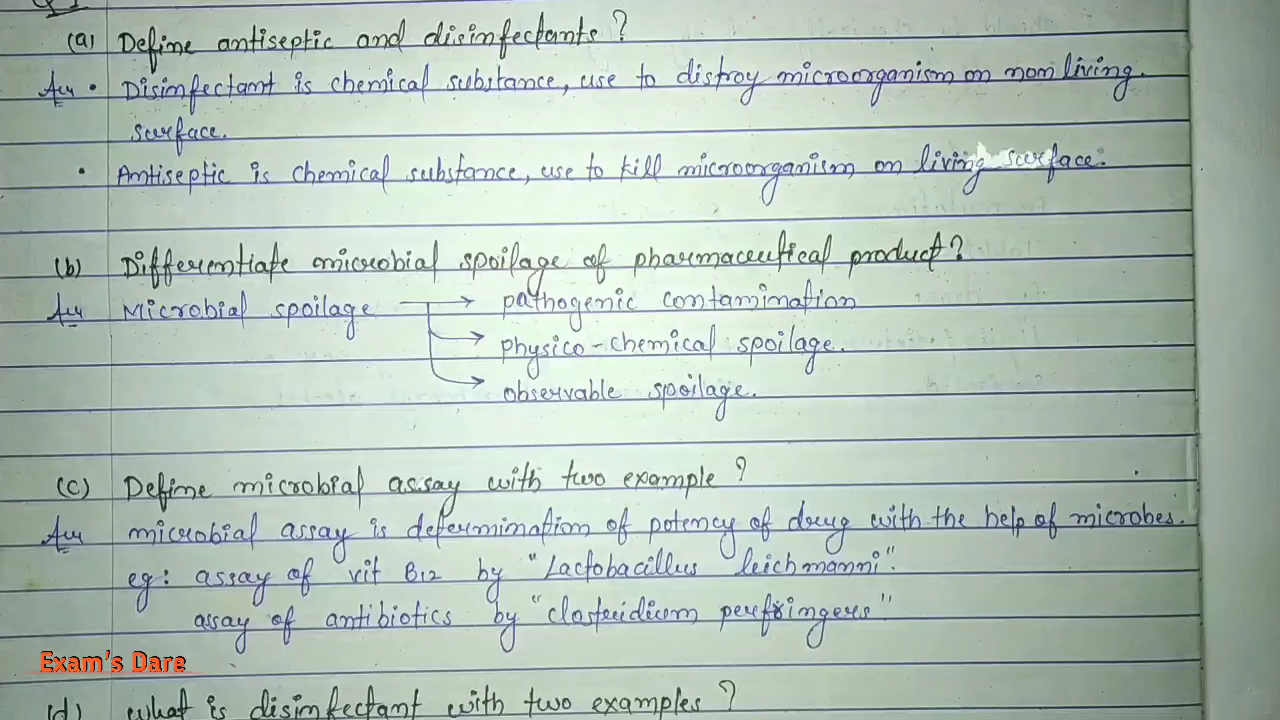 (a) Define antiseptic and disinfectants ?
Ans • Disinfectant is chemical substance, use to distroy microorganism on non living.
surface.
• Antiseptic is chemical substance, use to kill microorganism on living surface.
(b) Differentiate microbial spoilage of pharmaceutical product ?
Ans Microbial spoilage → pathogenic contamination
→ physico-chemical spoilage.
→ observable spoilage.
(c) Define microbial assay with two example ?
Ans microbial assay is determination of potency of drug with the help of microbes.
eg: assay of vit B12 by "Lactobacillus leichmanni".
assay of antibiotics by "clostridium perfringers"
Exam's Dare
(d) What is disinfectant with two examples ?